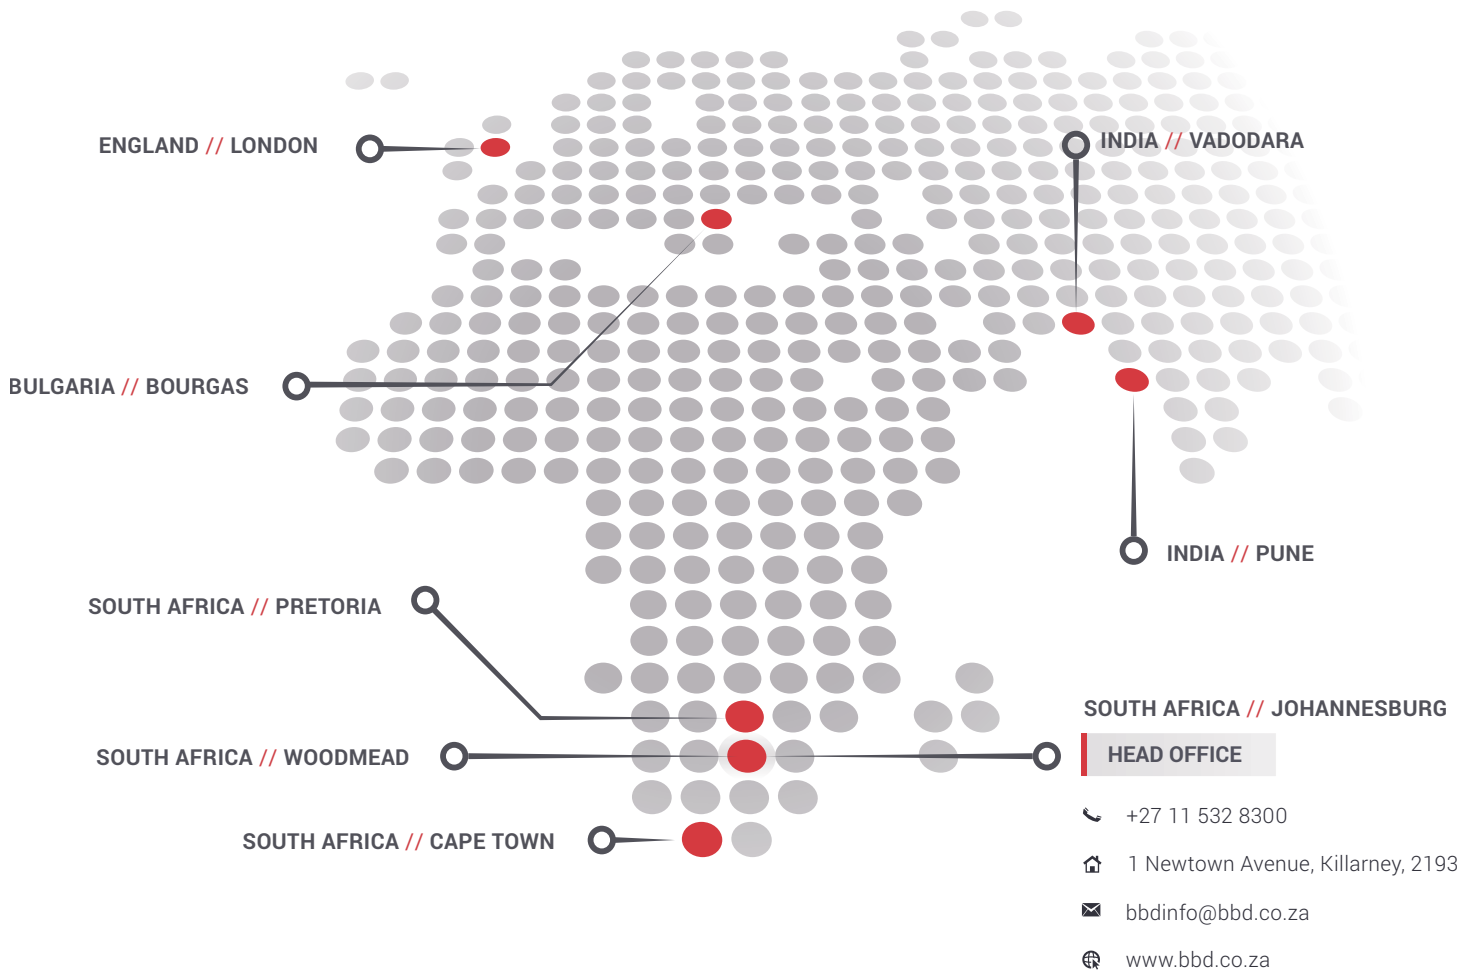 ENGLAND // LONDON
INDIA // VADODARA
BULGARIA // BOURGAS
INDIA // PUNE
SOUTH AFRICA // PRETORIA
SOUTH AFRICA // WOODMEAD
SOUTH AFRICA // CAPE TOWN
SOUTH AFRICA // JOHANNESBURG
HEAD OFFICE
+27 11 532 8300
1 Newtown Avenue, Killarney, 2193
bbdinfo@bbd.co.za
www.bbd.co.za